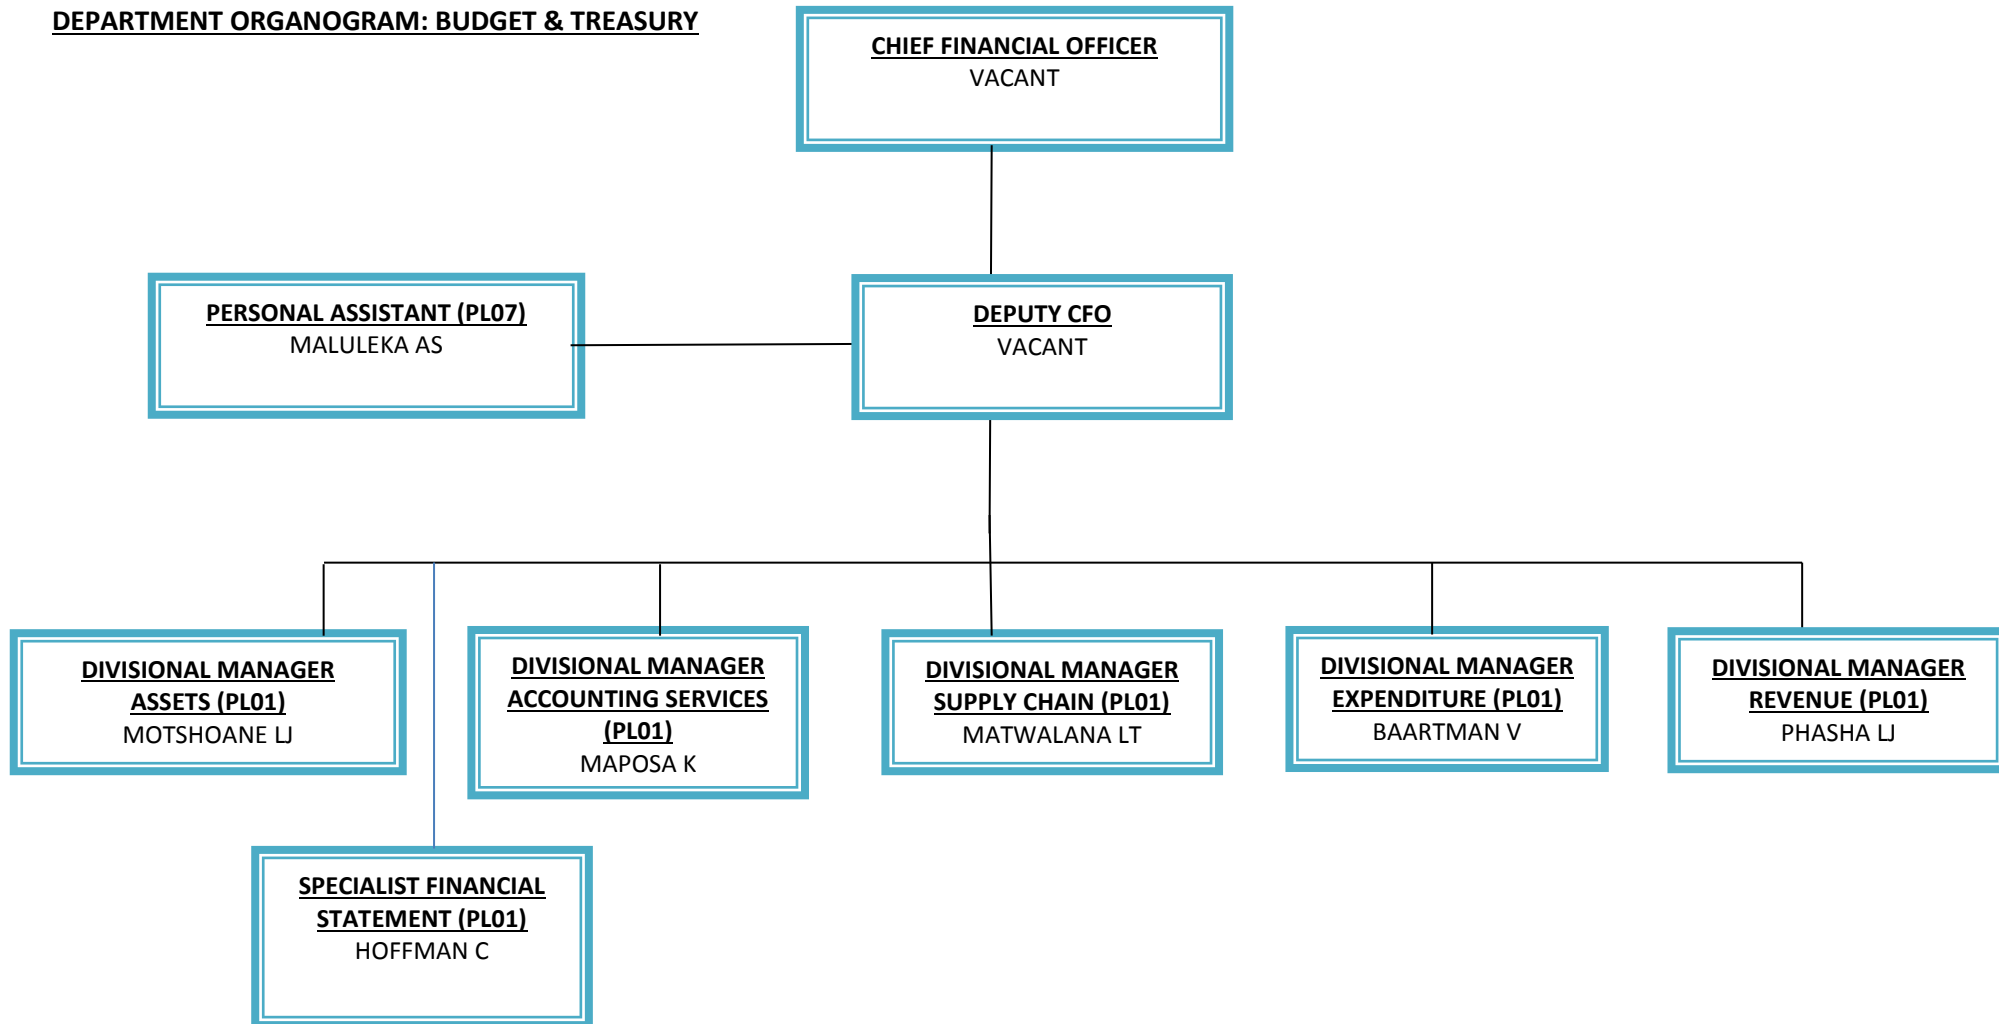 DEPARTMENT ORGANOGRAM: BUDGET & TREASURY
CHIEF FINANCIAL OFFICER
VACANT
PERSONAL ASSISTANT (PL07)
MALULEKA AS
DEPUTY CFO
VACANT
DIVISIONAL MANAGER
ASSETS (PL01)
MOTSHOANE LJ
DIVISIONAL MANAGER
ACCOUNTING SERVICES
(PL01)
MAPOSA K
DIVISIONAL MANAGER
SUPPLY CHAIN (PL01)
MATWALANA LT
DIVISIONAL MANAGER
EXPENDITURE (PL01)
BAARTMAN V
DIVISIONAL MANAGER
REVENUE (PL01)
PHASHA LJ
SPECIALIST FINANCIAL
STATEMENT (PL01)
HOFFMAN C